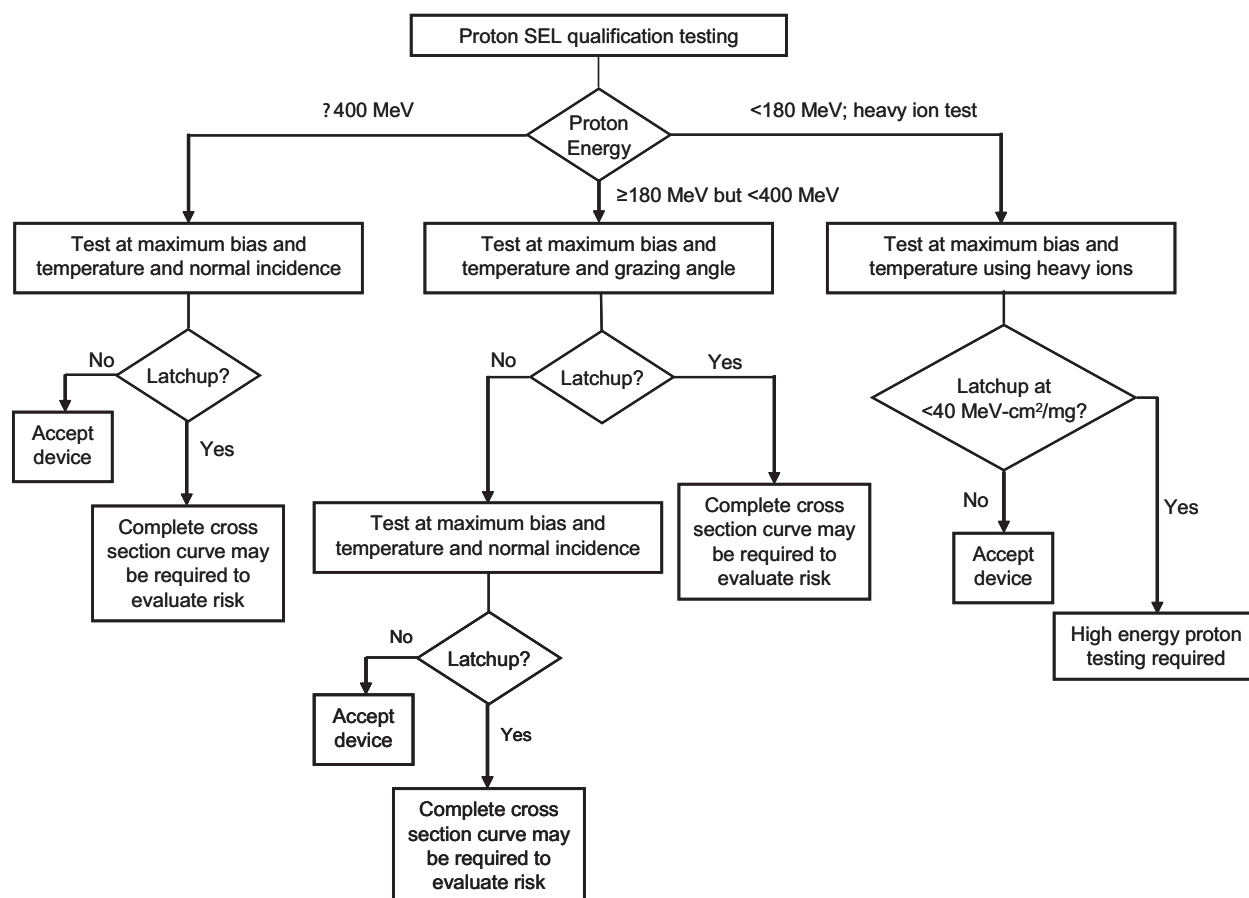 Proton SEL qualification testing
?400 MeV
<180 MeV; heavy ion test
Proton
Energy
≥180 MeV but <400 MeV
Test at maximum bias and
temperature and normal incidence
Test at maximum bias and
temperature and grazing angle
Test at maximum bias and
temperature using heavy ions
No
Latchup?
Yes
Accept
device
Complete cross
section curve may
be required to
evaluate risk
No
Latchup?
Yes
Test at maximum bias and
temperature and normal incidence
Complete cross
section curve may
be required to
evaluate risk
No
Latchup?
Yes
Accept
device
Complete cross
section curve may
be required to
evaluate risk
Latchup at
<40 MeV-cm²/mg?
No
Yes
Accept
device
High energy proton
testing required